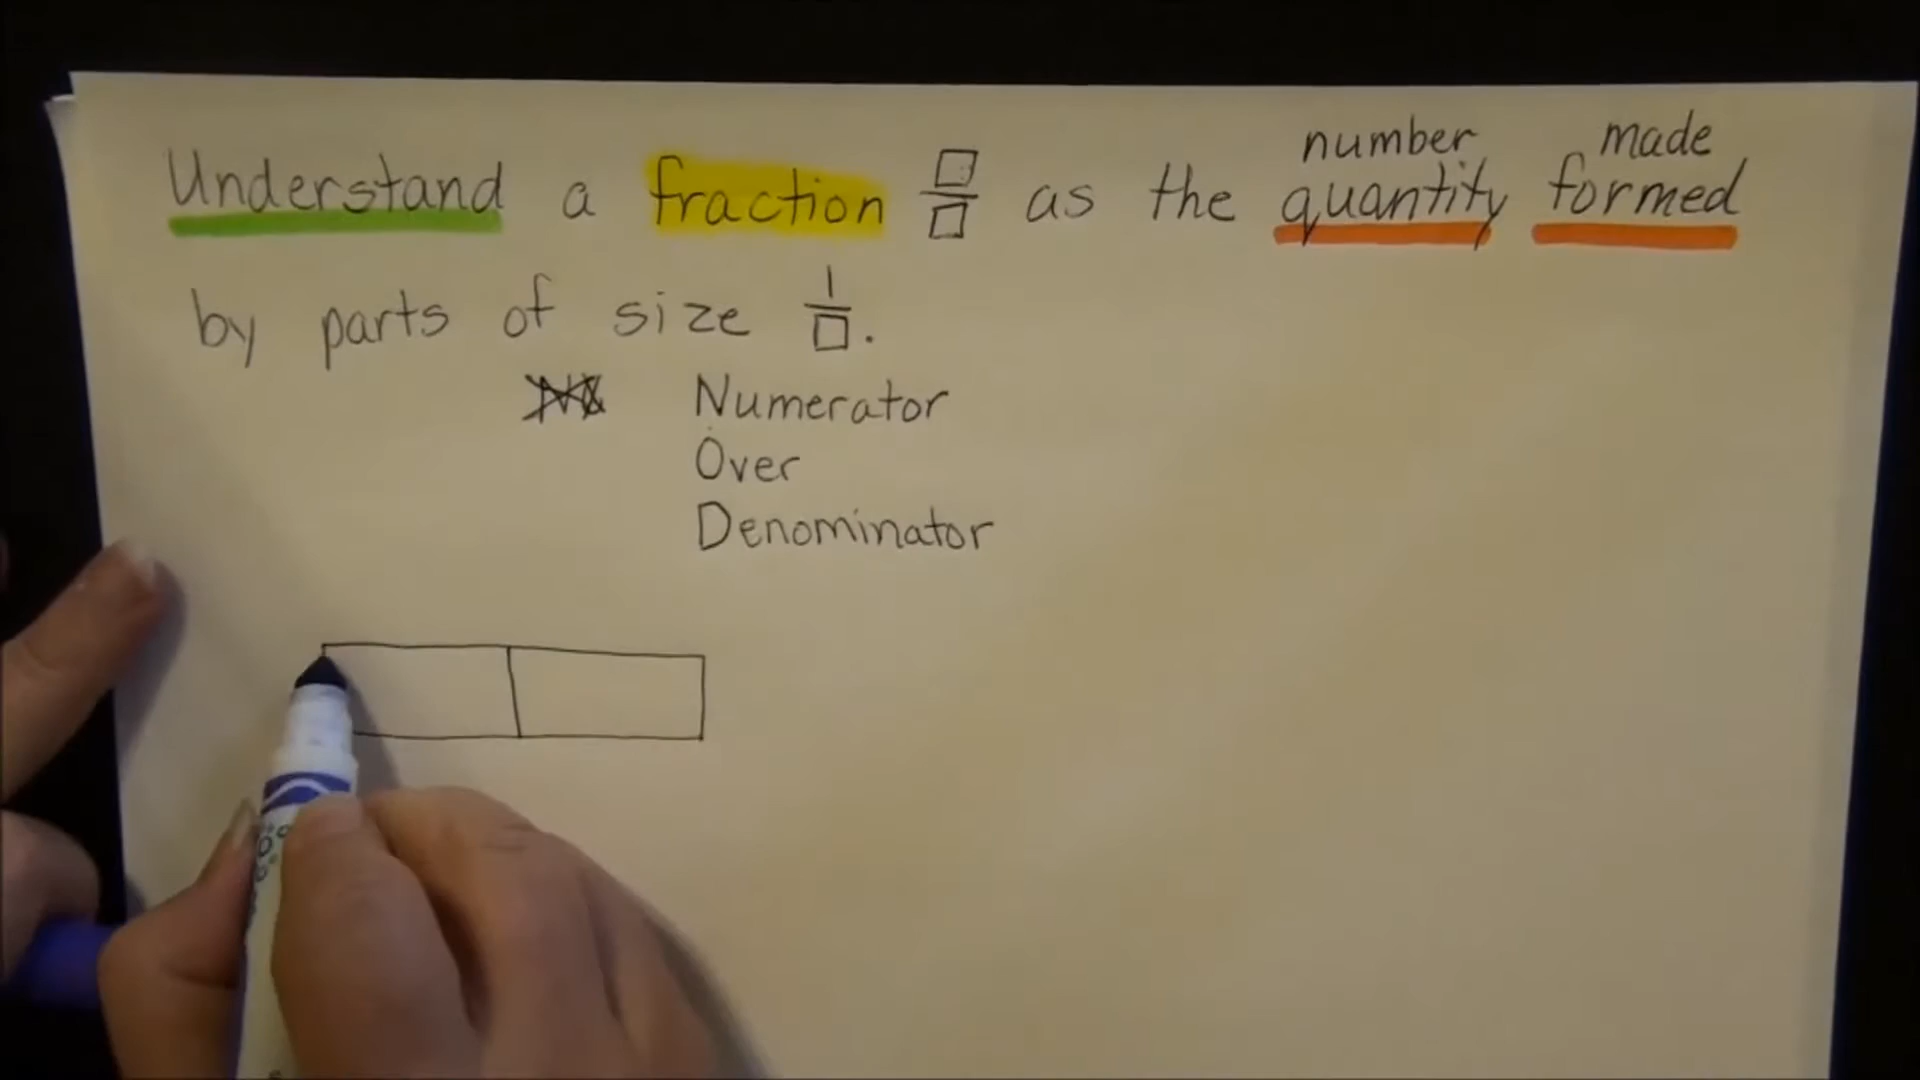 number made
Understand a fraction □/□ as the quantity formed
by parts of size 1/□.
Numerator
Over
Denominator